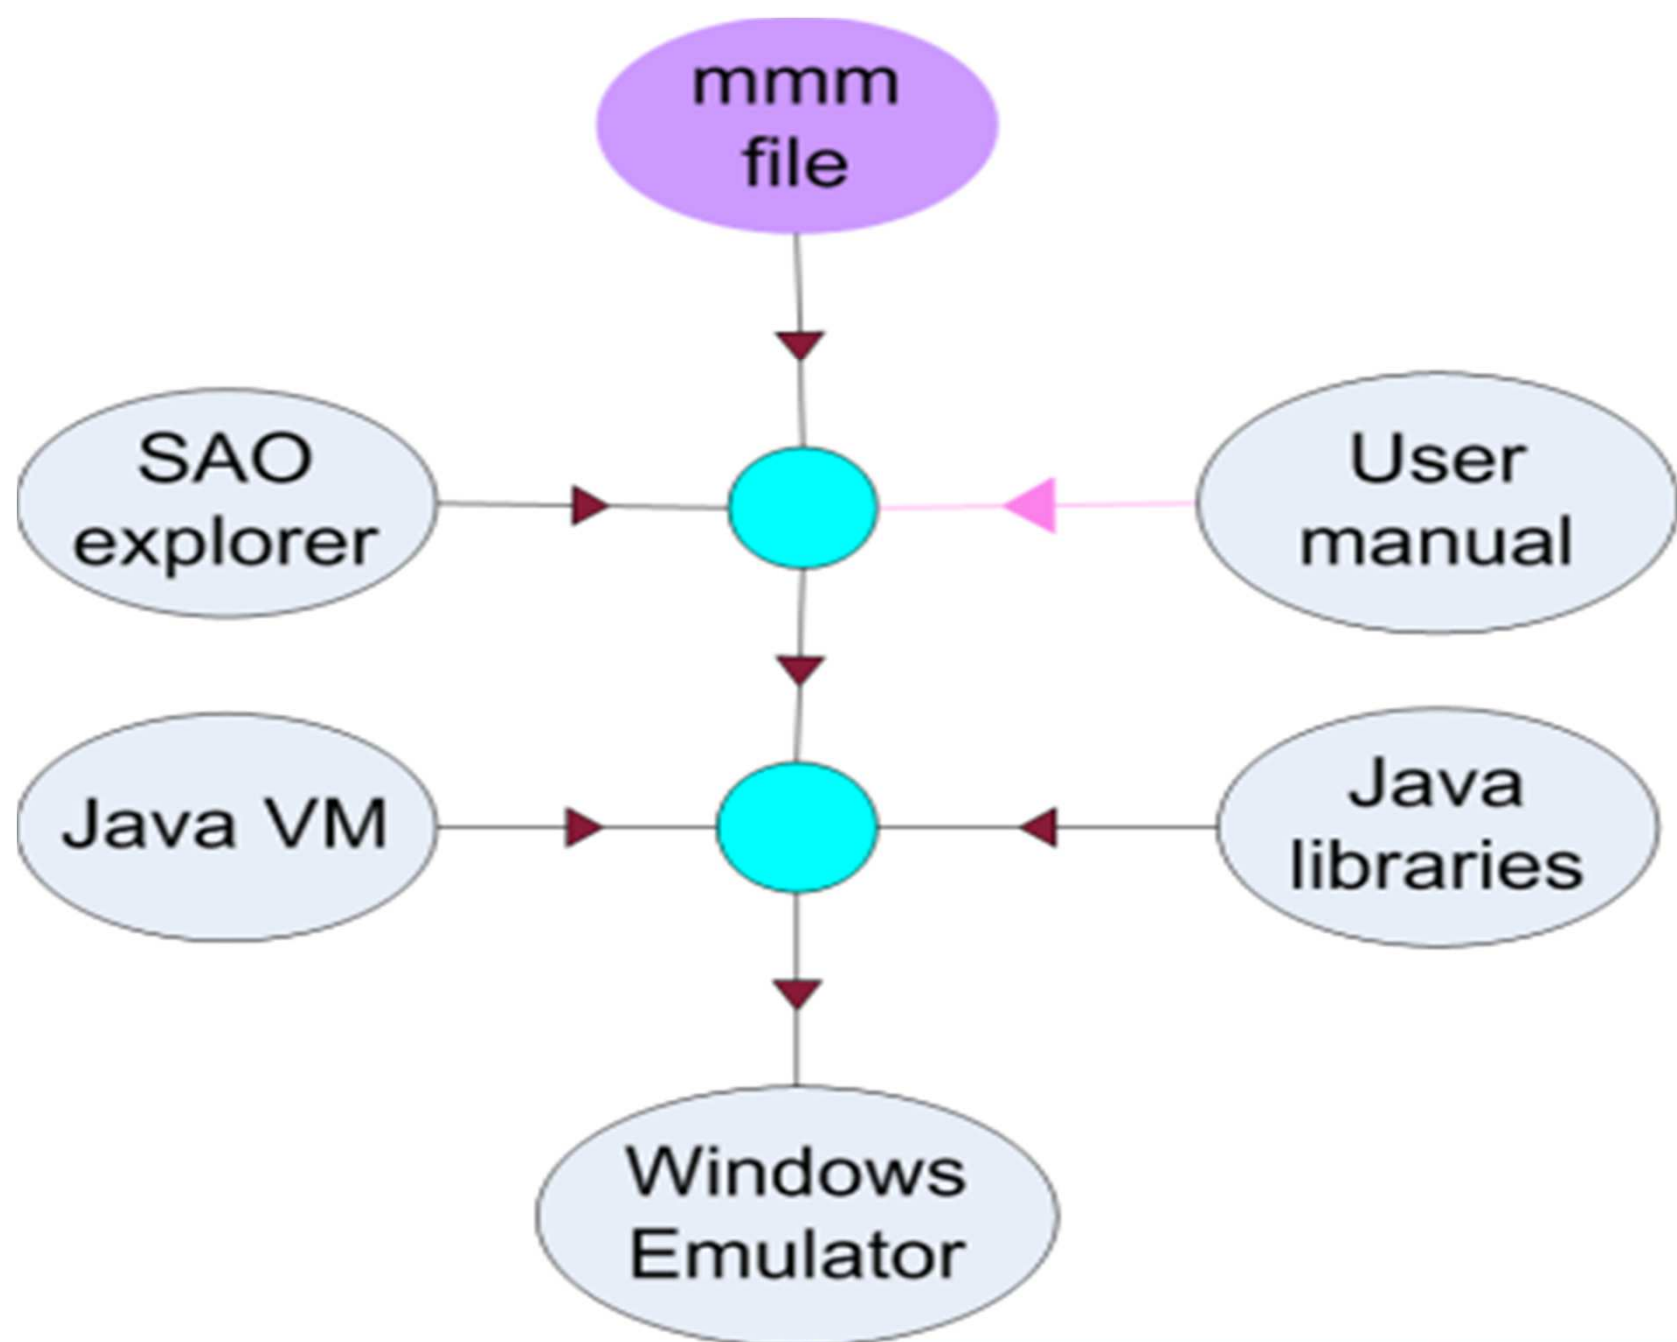 mmm
file
SAO
explorer
User
manual
Java VM
Java
libraries
Windows
Emulator